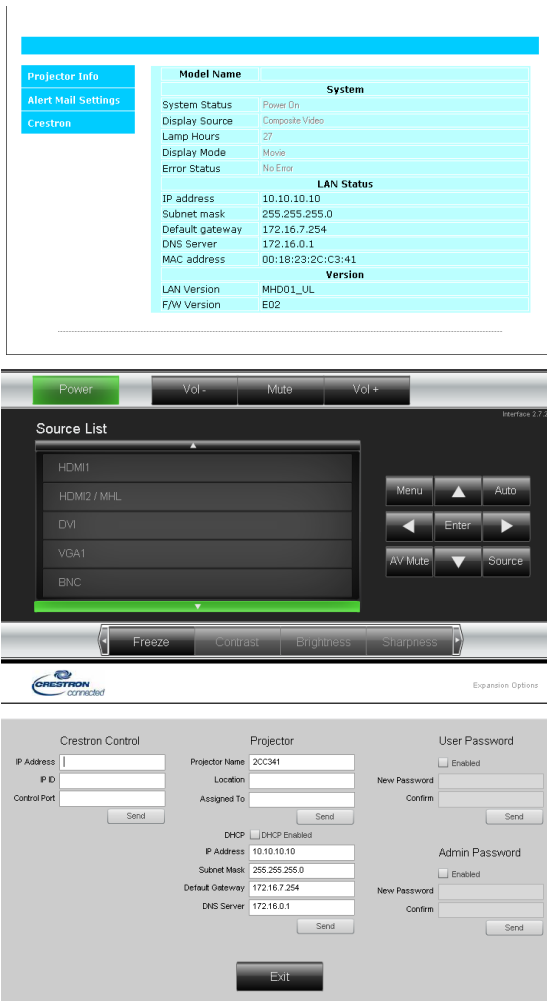 Model Name
Projector Info
System
Alert Mail Settings
System Status Power On
Crestron
Display Source Composite Video
Lamp Hours 27
Display Mode Movie
Error Status No Error
LAN Status
IP address 10.10.10.10
Subnet mask 255.255.255.0
Default gateway 172.16.7.254
DNS Server 172.16.0.1
MAC address 00:18:23:2C:C3:41
Version
LAN Version MHD01_UL
F/W Version E02
Power Vol - Mute Vol +
Interface 2.7.2
Source List
HDMI1
HDMI2 / MHL
DVI
VGA1
BNC
Menu Auto
Enter
AV Mute Source
Freeze Contrast Brightness Sharpness
CRESTRON connected
Expansion Options
Crestron Control Projector User Password
IP Address Projector Name 2CC341 Enabled
IP ID Location New Password
Control Port Assigned To Confirm
Send Send Send
DHCP DHCP Enabled
IP Address 10.10.10.10 Admin Password
Subnet Mask 255.255.255.0 Enabled
Default Gateway 172.16.7.254 New Password
DNS Server 172.16.0.1 Confirm
Send Send
Exit